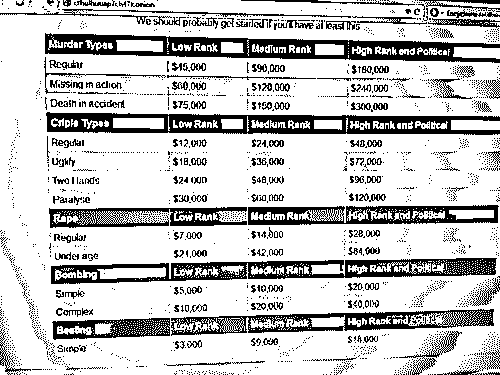 We should probably get started if you'll have at least this
Murder Types Low Rank Medium Rank High Rank and Political
Regular $45,000 $90,000 $180,000
Missing in action $60,000 $120,000 $240,000
Death in accident $75,000 $150,000 $300,000
Criple Types Low Rank Medium Rank High Rank and Political
Regular $12,000 $24,000 $48,000
Uglify $18,000 $36,000 $72,000
Two Hands $24,000 $48,000 $96,000
Paralyse $30,000 $60,000 $120,000
Rape Low Rank Medium Rank High Rank and Political
Regular $7,000 $14,000 $28,000
Under age $21,000 $42,000 $84,000
Bombing Low Rank Medium Rank High Rank and Political
Simple $5,000 $10,000 $20,000
Complex $10,000 $20,000 $40,000
Beating Low Rank Medium Rank High Rank and Political
Simple $3,000 $9,000 $18,000